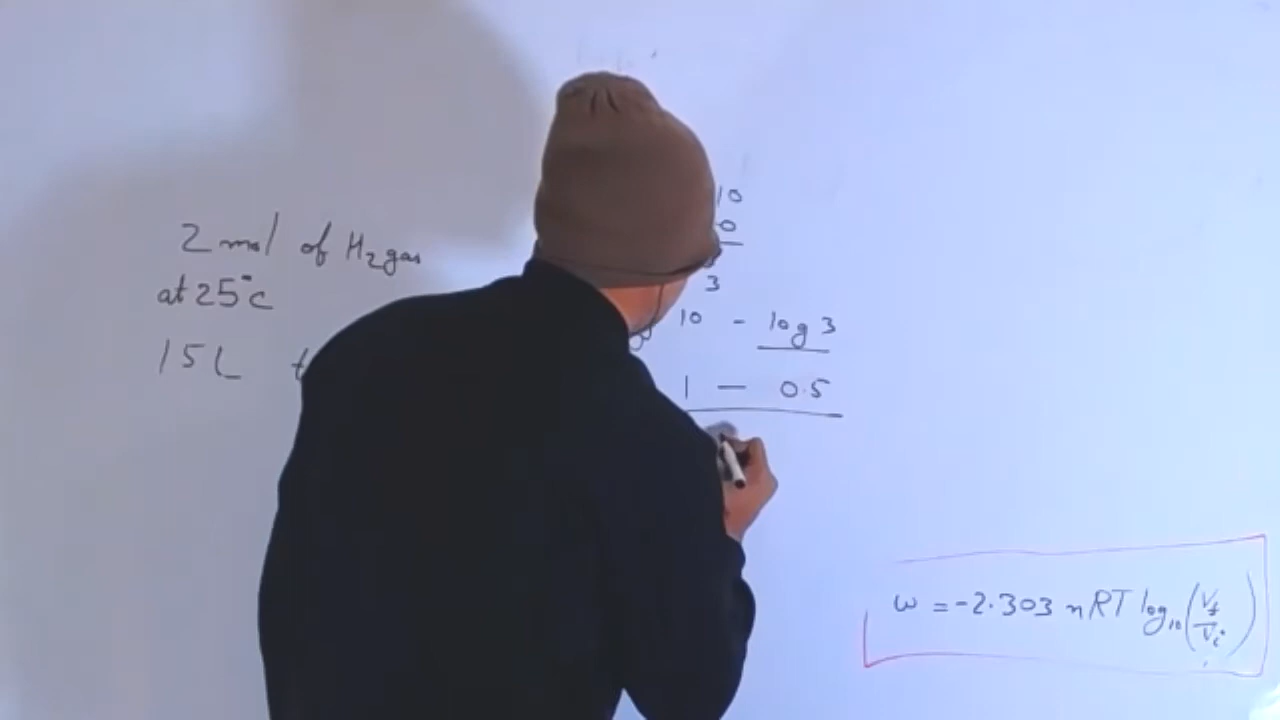 2 mol of H₂ gas
at 25°C
15L t
10
0
3
10 - log 3
1 — 0.5
w = -2.303 nRT log₁₀(Vf/Vi)